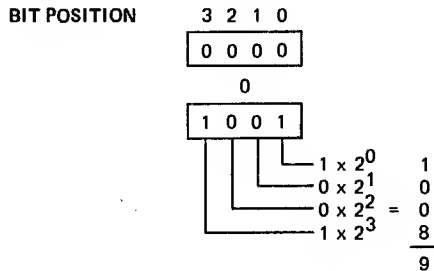 BIT POSITION 3 2 1 0
0 0 0 0
0
1 0 0 1
1 x 2^0 1
0 x 2^1 0
0 x 2^2 = 0
1 x 2^3 8
9